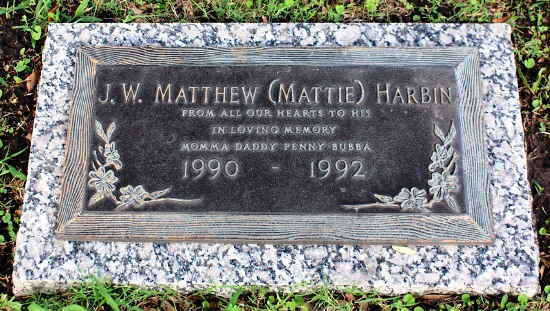 J. W. MATTHEW (MATTIE) HARBIN
FROM ALL OUR HEARTS TO HIS
IN LOVING MEMORY
MOMMA DADDY PENNY BUBBA
1990 - 1992